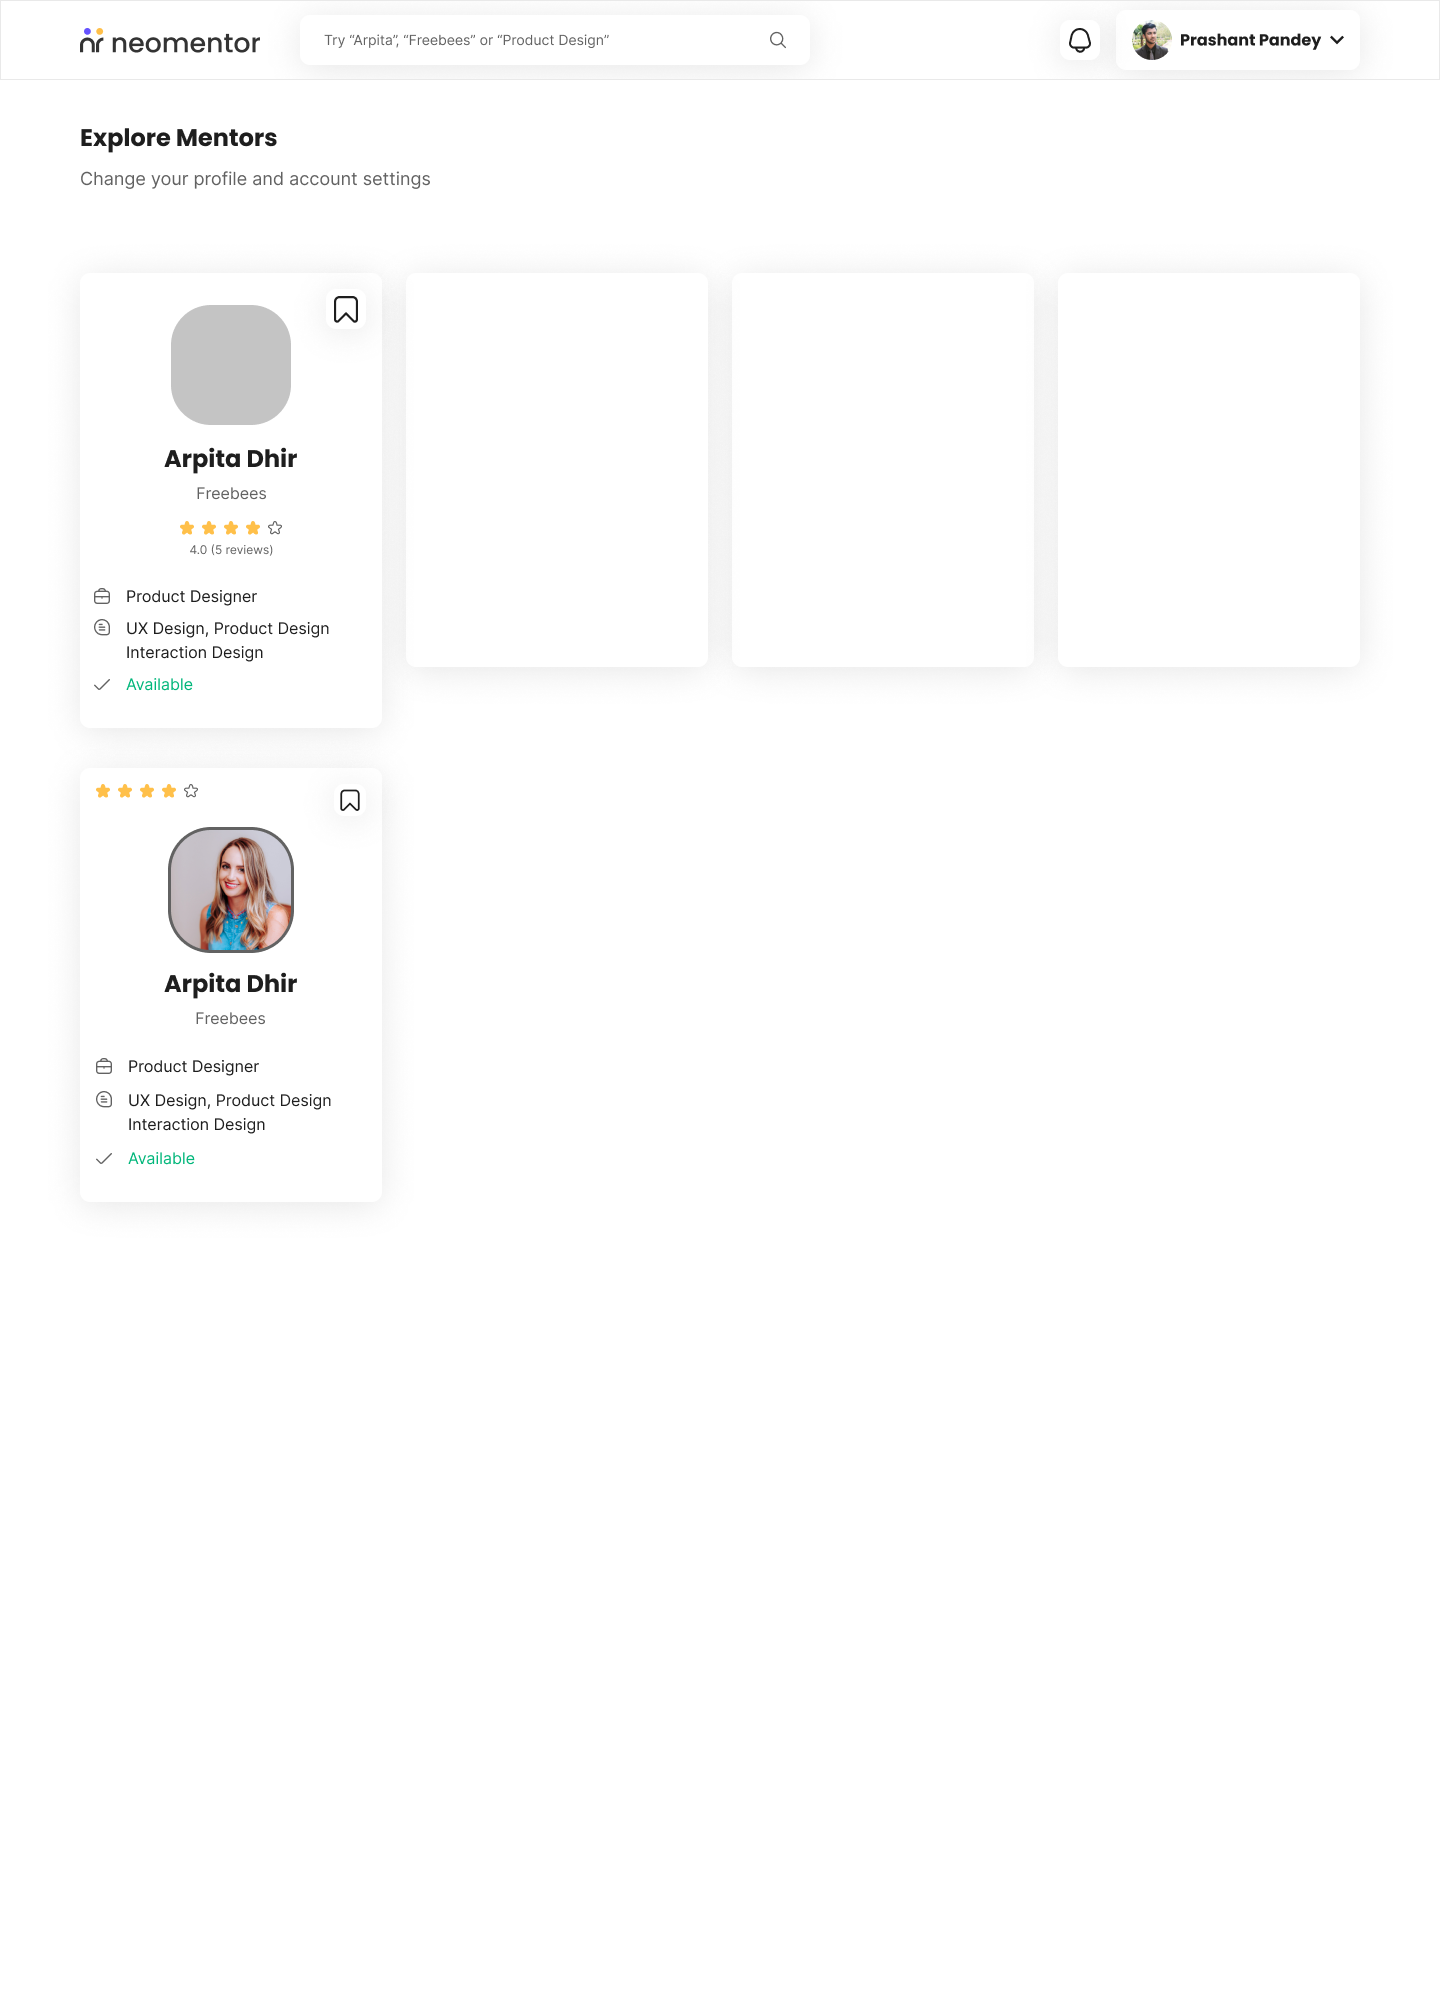 neomentor
Try “Arpita”, “Freebees” or “Product Design”
Prashant Pandey
Explore Mentors
Change your profile and account settings
Arpita Dhir
Freebees
4.0 (5 reviews)
Product Designer
UX Design, Product Design
Interaction Design
Available
Arpita Dhir
Freebees
Product Designer
UX Design, Product Design
Interaction Design
Available